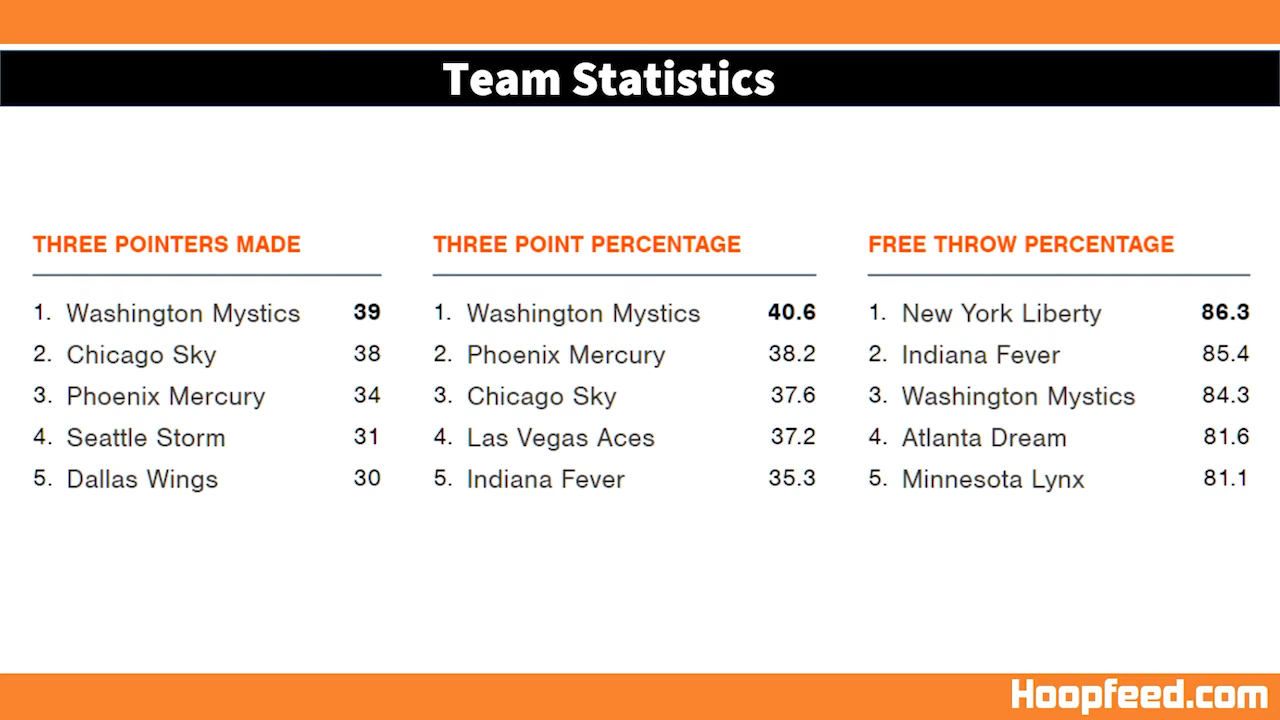 Team Statistics
THREE POINTERS MADE
1. Washington Mystics 39
2. Chicago Sky 38
3. Phoenix Mercury 34
4. Seattle Storm 31
5. Dallas Wings 30
THREE POINT PERCENTAGE
1. Washington Mystics 40.6
2. Phoenix Mercury 38.2
3. Chicago Sky 37.6
4. Las Vegas Aces 37.2
5. Indiana Fever 35.3
FREE THROW PERCENTAGE
1. New York Liberty 86.3
2. Indiana Fever 85.4
3. Washington Mystics 84.3
4. Atlanta Dream 81.6
5. Minnesota Lynx 81.1
Hoopfeed.com